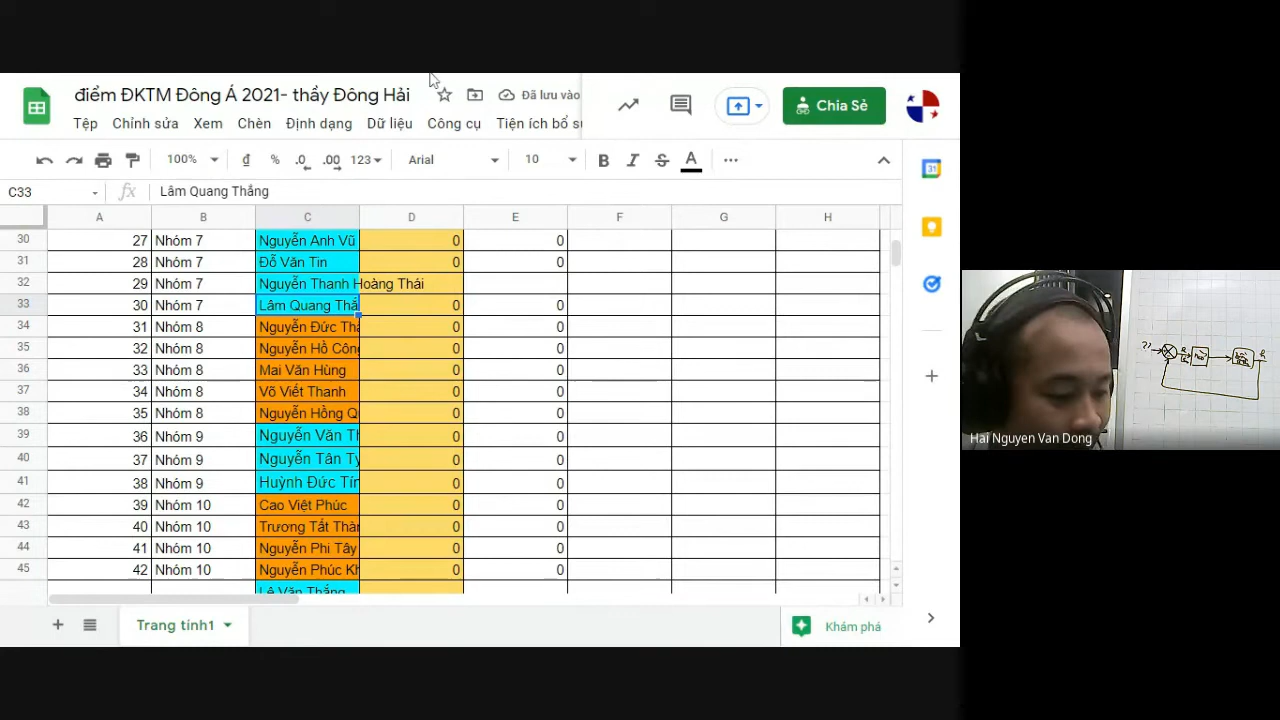 điểm ĐKTM Đông Á 2021- thầy Đông Hải
Đã lưu vào
Tệp Chỉnh sửa Xem Chèn Định dạng Dữ liệu Công cụ Tiện ích bổ su
Chia Sẻ
31
100% đ % .0 .00 123 Arial 10 B I S A
C33 fx Lâm Quang Thắng
A B C D E F G H
30 27 Nhóm 7 Nguyễn Anh Vũ 0 0
31 28 Nhóm 7 Đỗ Văn Tin 0 0
32 29 Nhóm 7 Nguyễn Thanh Hoàng Thái
33 30 Nhóm 7 Lâm Quang Thắ 0 0
34 31 Nhóm 8 Nguyễn Đức Tha 0 0
35 32 Nhóm 8 Nguyễn Hồ Công 0 0
36 33 Nhóm 8 Mai Văn Hùng 0 0
37 34 Nhóm 8 Võ Viết Thanh 0 0
38 35 Nhóm 8 Nguyễn Hồng Q 0 0
39 36 Nhóm 9 Nguyễn Văn Th 0 0
40 37 Nhóm 9 Nguyễn Tân Ty 0 0
41 38 Nhóm 9 Huỳnh Đức Tín 0 0
42 39 Nhóm 10 Cao Việt Phúc 0 0
43 40 Nhóm 10 Trương Tất Thàn 0 0
44 41 Nhóm 10 Nguyễn Phi Tây 0 0
45 42 Nhóm 10 Nguyễn Phúc Kh 0 0
Lê Văn Thắng
Trang tính1
Khám phá
Hai Nguyen Van Dong